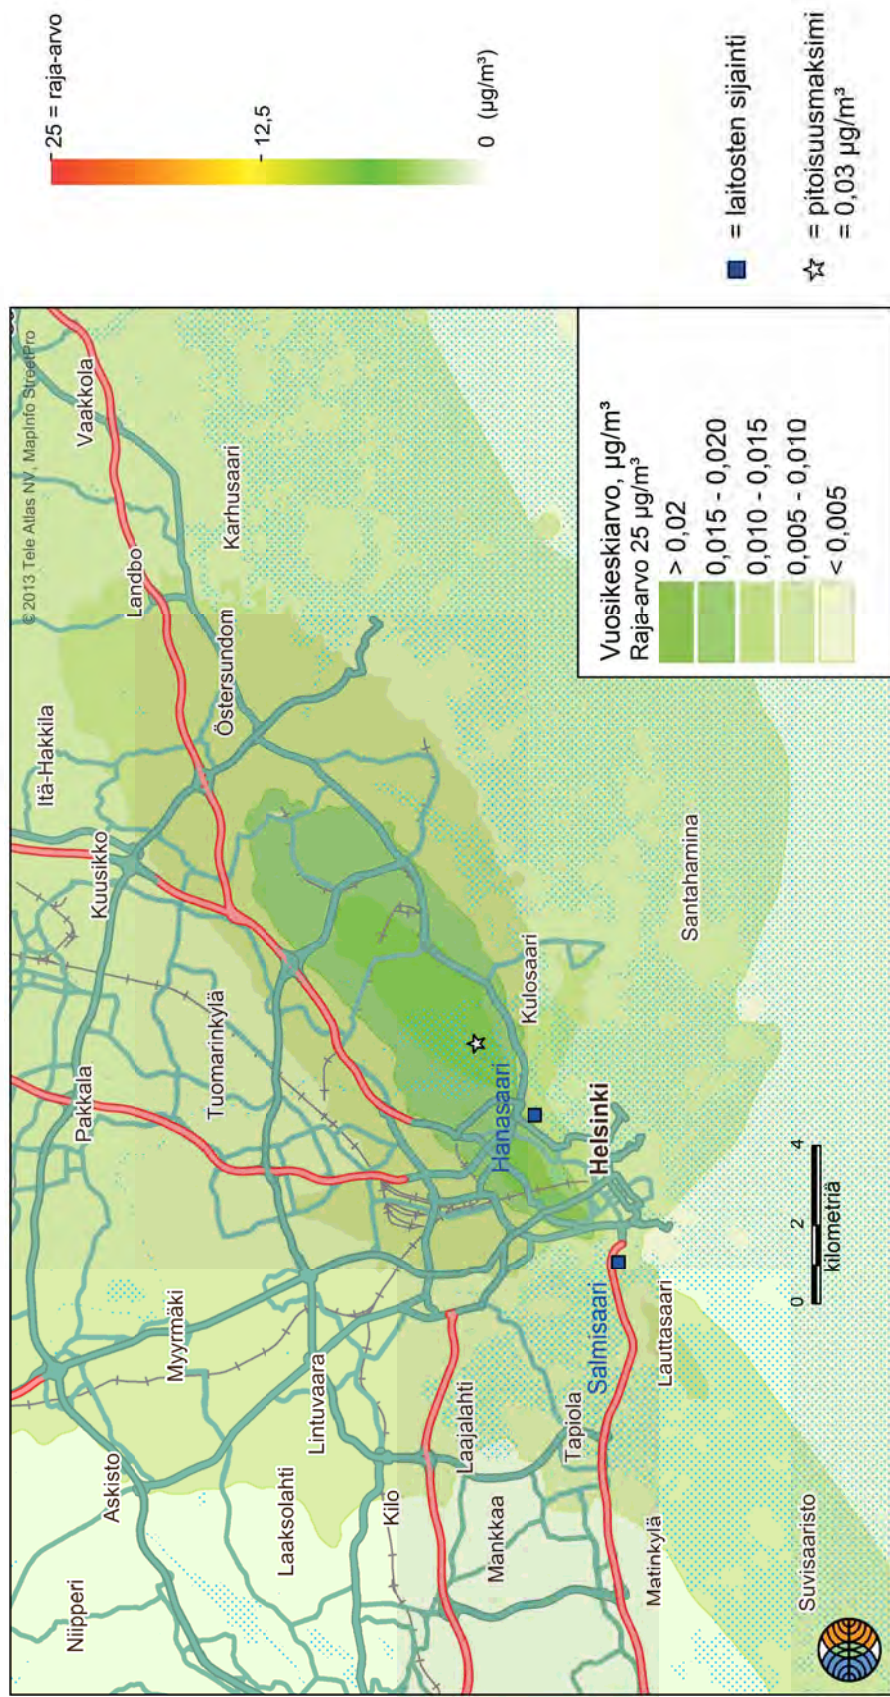 © 2013 Tele Atlas NV, MapInfo StreetPro
Niipperi
Askisto
Myyrmäki
Pakkala
Kuusikko
Itä-Hakkila
Landbo
Vaakkola
Laaksolahti
Lintuvaara
Tuomarinkylä
Östersundom
Karhusaari
Kilo
Laajalahti
Mankkaa
Tapiola
Hanasaari
Kulosaari
Salmisaari
Helsinki
Matinkylä
Lauttasaari
Santahamina
Suvisaaristo
0 2 4
kilometriä
Vuosikeskiarvo, µg/m³
Raja-arvo 25 µg/m³
> 0,02
0,015 - 0,020
0,010 - 0,015
0,005 - 0,010
< 0,005
25 = raja-arvo
12,5
0 (µg/m³)
= laitosten sijainti
= pitoisuusmaksimi
= 0,03 µg/m³